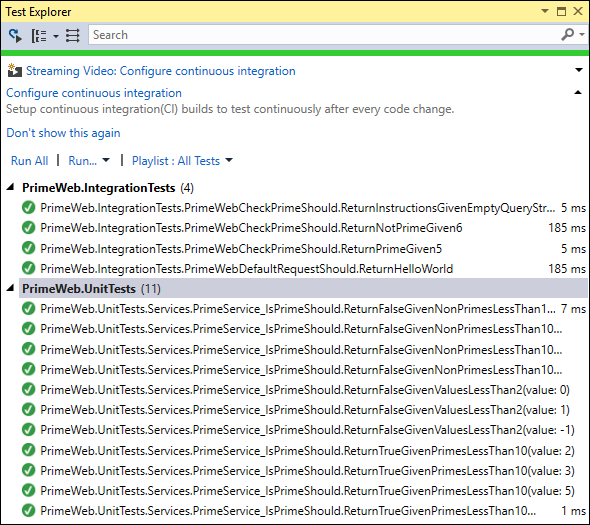 Test Explorer
Search
Streaming Video: Configure continuous integration
Configure continuous integration
Setup continuous integration(CI) builds to test continuously after every code change.
Don't show this again
Run All | Run... | Playlist : All Tests
PrimeWeb.IntegrationTests (4)
PrimeWeb.IntegrationTests.PrimeWebCheckPrimeShould.ReturnInstructionsGivenEmptyQueryStr... 5 ms
PrimeWeb.IntegrationTests.PrimeWebCheckPrimeShould.ReturnNotPrimeGiven6 185 ms
PrimeWeb.IntegrationTests.PrimeWebCheckPrimeShould.ReturnPrimeGiven5 5 ms
PrimeWeb.IntegrationTests.PrimeWebDefaultRequestShould.ReturnHelloWorld 185 ms
PrimeWeb.UnitTests (11)
PrimeWeb.UnitTests.Services.PrimeService_IsPrimeShould.ReturnFalseGivenNonPrimesLessThan1... 7 ms
PrimeWeb.UnitTests.Services.PrimeService_IsPrimeShould.ReturnFalseGivenNonPrimesLessThan10...
PrimeWeb.UnitTests.Services.PrimeService_IsPrimeShould.ReturnFalseGivenNonPrimesLessThan10...
PrimeWeb.UnitTests.Services.PrimeService_IsPrimeShould.ReturnFalseGivenNonPrimesLessThan10...
PrimeWeb.UnitTests.Services.PrimeService_IsPrimeShould.ReturnFalseGivenValuesLessThan2(value: 0)
PrimeWeb.UnitTests.Services.PrimeService_IsPrimeShould.ReturnFalseGivenValuesLessThan2(value: 1)
PrimeWeb.UnitTests.Services.PrimeService_IsPrimeShould.ReturnFalseGivenValuesLessThan2(value: -1)
PrimeWeb.UnitTests.Services.PrimeService_IsPrimeShould.ReturnTrueGivenPrimesLessThan10(value: 2)
PrimeWeb.UnitTests.Services.PrimeService_IsPrimeShould.ReturnTrueGivenPrimesLessThan10(value: 3)
PrimeWeb.UnitTests.Services.PrimeService_IsPrimeShould.ReturnTrueGivenPrimesLessThan10(value: 5)
PrimeWeb.UnitTests.Services.PrimeService_IsPrimeShould.ReturnTrueGivenPrimesLessThan10... 1 ms